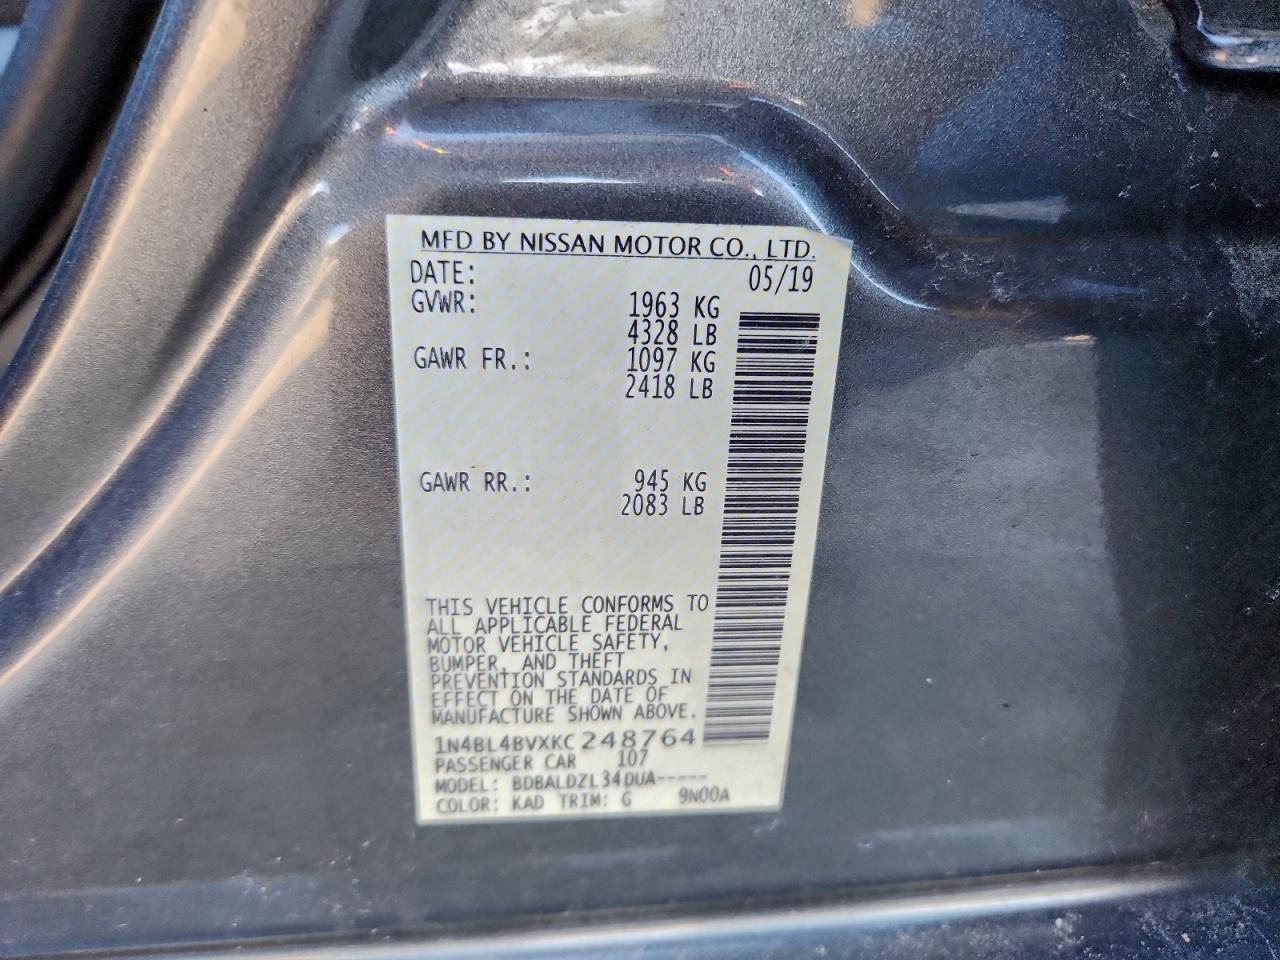 MFD BY NISSAN MOTOR CO., LTD.
DATE: 05/19
GVWR: 1963 KG
4328 LB
GAWR FR.: 1097 KG
2418 LB
GAWR RR.: 945 KG
2083 LB
THIS VEHICLE CONFORMS TO
ALL APPLICABLE FEDERAL
MOTOR VEHICLE SAFETY,
BUMPER, AND THEFT
PREVENTION STANDARDS IN
EFFECT ON THE DATE OF
MANUFACTURE SHOWN ABOVE.
1N4BL4BVXKC248764
PASSENGER CAR 107
MODEL: BDBALDZL34DUA-----
COLOR: KAD TRIM: G 9N00A